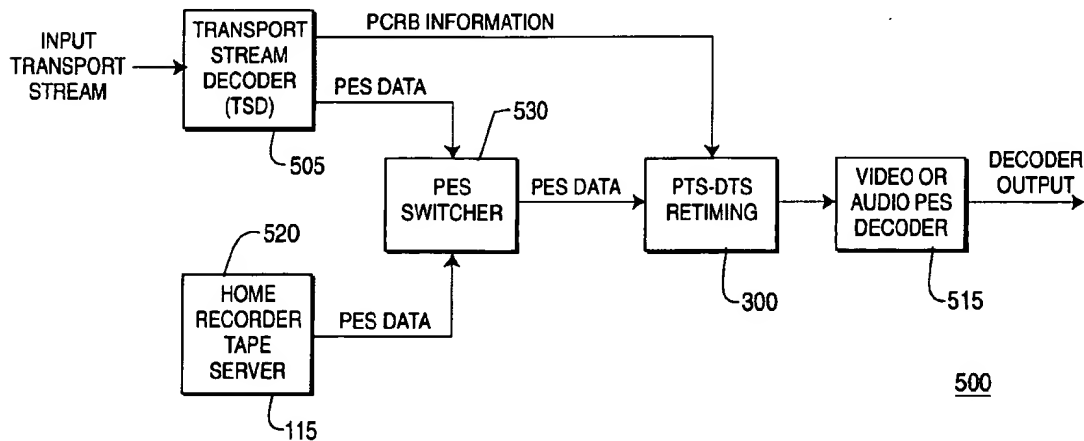 INPUT
TRANSPORT
STREAM
TRANSPORT
STREAM
DECODER
(TSD)
505
PCRB INFORMATION
PES DATA
530
PES
SWITCHER
PES DATA
PTS-DTS
RETIMING
300
VIDEO OR
AUDIO PES
DECODER
515
DECODER
OUTPUT
520
HOME
RECORDER
TAPE
SERVER
115
PES DATA
500